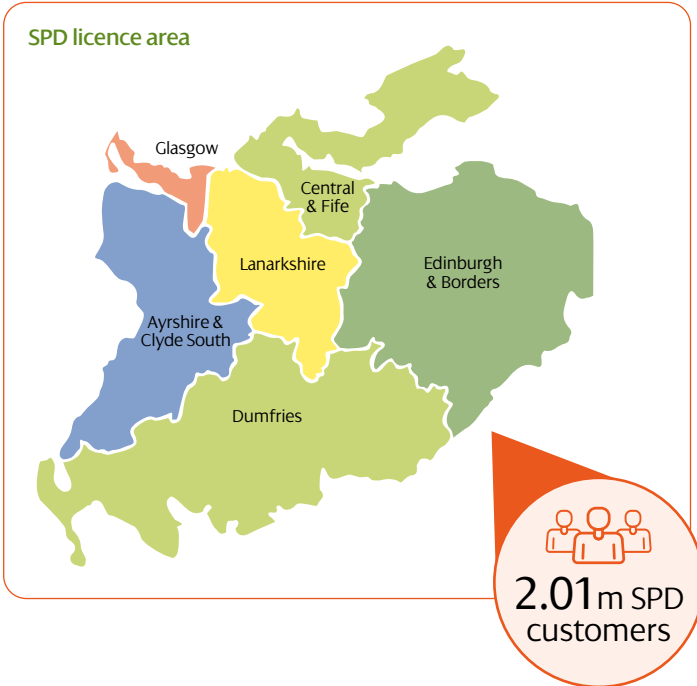 SPD licence area
Glasgow
Central
& Fife
Lanarkshire
Edinburgh
& Borders
Ayrshire &
Clyde South
Dumfries
2.01m SPD
customers